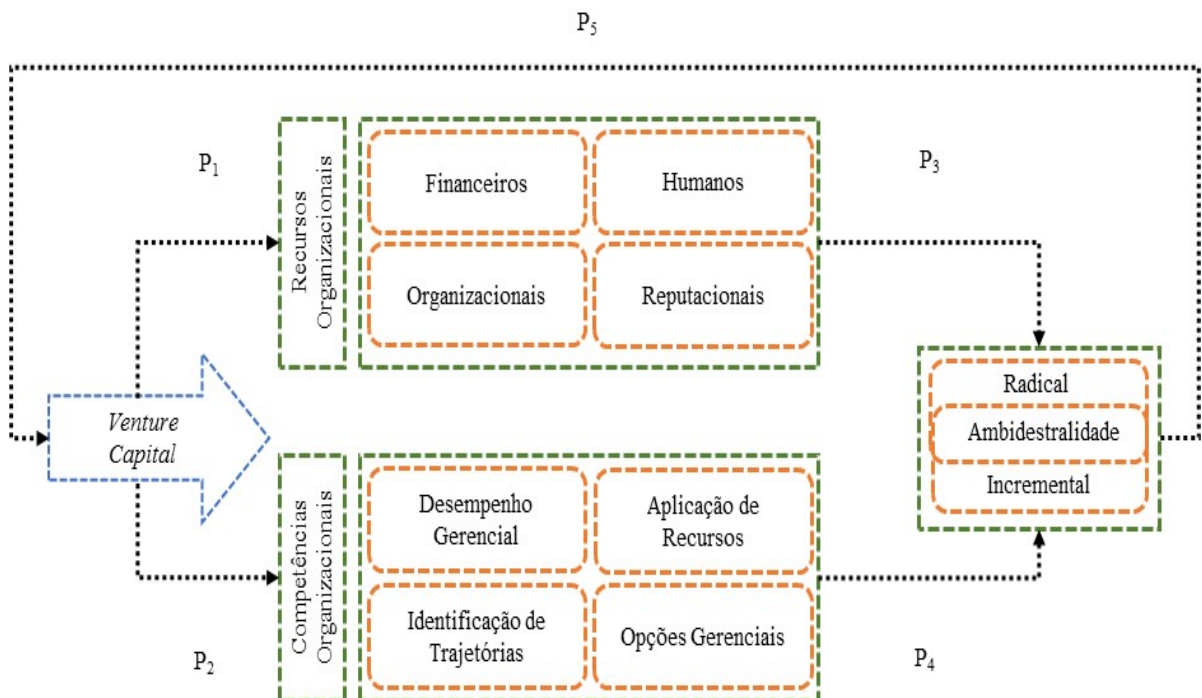 P5
P1
P3
Recursos
Organizacionais
Financeiros
Humanos
Organizacionais
Reputacionais
Venture
Capital
Radical
Ambidestralidade
Incremental
Competências
Organizacionais
Desempenho
Gerencial
Aplicação de
Recursos
Identificação de
Trajetórias
Opções Gerenciais
P2
P4